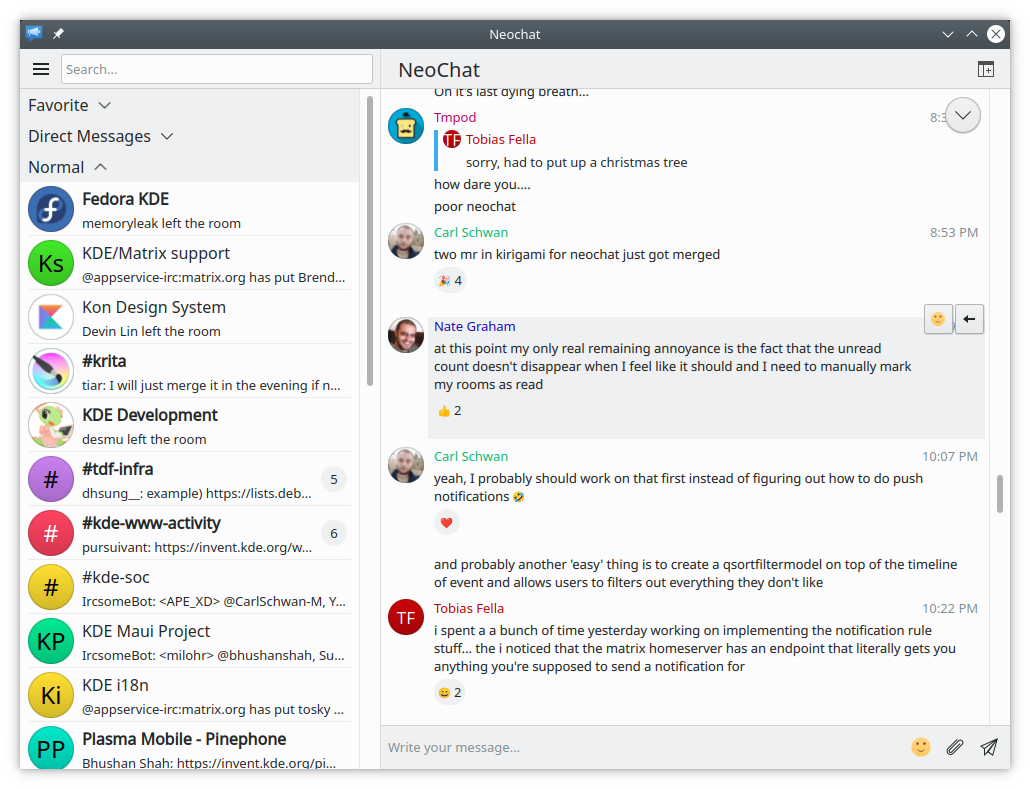 Neochat
Search...
NeoChat
Favorite
Direct Messages
Normal
Fedora KDE
memoryleak left the room
Ks
KDE/Matrix support
@appservice-irc:matrix.org has put Brend...
Kon Design System
Devin Lin left the room
#krita
tiar: I will just merge it in the evening if n...
KDE Development
desmu left the room
#
#tdf-infra
dhsung__: example) https://lists.deb...
5
#
#kde-www-activity
pursuivant: https://invent.kde.org/w...
6
#
#kde-soc
IrcsomeBot: <APE_XD> @CarlSchwan-M, Y...
KP
KDE Maui Project
IrcsomeBot: <milohr> @bhushanshah, Su...
Ki
KDE i18n
@appservice-irc:matrix.org has put tosky ...
PP
Plasma Mobile - Pinephone
Bhushan Shah: https://invent.kde.org/pi...
On it's last dying breath...
Tmpod
8:3
TF Tobias Fella
sorry, had to put up a christmas tree
how dare you....
poor neochat
Carl Schwan
8:53 PM
two mr in kirigami for neochat just got merged
🎉 4
Nate Graham
at this point my only real remaining annoyance is the fact that the unread
count doesn't disappear when I feel like it should and I need to manually mark
my rooms as read
👍 2
Carl Schwan
10:07 PM
yeah, I probably should work on that first instead of figuring out how to do push
notifications 🤣
❤️
and probably another 'easy' thing is to create a qsortfiltermodel on top of the timeline
of event and allows users to filters out everything they don't like
TF
Tobias Fella
10:22 PM
i spent a a bunch of time yesterday working on implementing the notification rule
stuff... the i noticed that the matrix homeserver has an endpoint that literally gets you
anything you're supposed to send a notification for
😄 2
Write your message...